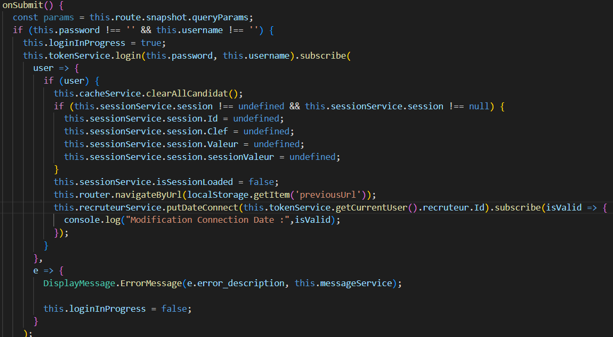 onSubmit() {
const params = this.route.snapshot.queryParams;
if (this.password !== '' && this.username !== '') {
this.loginInProgress = true;
this.tokenService.login(this.password, this.username).subscribe(
user => {
if (user) {
this.cacheService.clearAllCandidat();
if (this.sessionService.session !== undefined && this.sessionService.session !== null) {
this.sessionService.session.Id = undefined;
this.sessionService.session.Clef = undefined;
this.sessionService.session.Valeur = undefined;
this.sessionService.session.sessionValeur = undefined;
}
this.sessionService.isSessionLoaded = false;
this.router.navigateByUrl(localStorage.getItem('previousUrl'));
this.recruteurService.putDateConnect(this.tokenService.getCurrentUser().recruteur.Id).subscribe(isValid => {
console.log("Modification Connection Date :",isValid);
});
}
},
e => {
DisplayMessage.ErrorMessage(e.error_description, this.messageService);
this.loginInProgress = false;
}
);